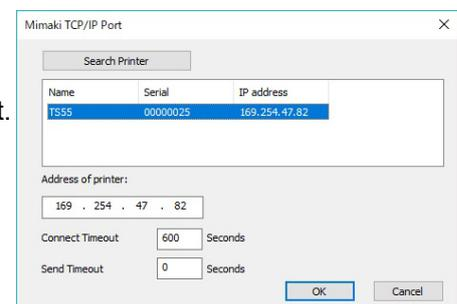 Mimaki TCP/IP Port
Search Printer
Name Serial IP address
TS55 00000025 169.254.47.82
t.
Address of printer:
169 . 254 . 47 . 82
Connect Timeout 600 Seconds
Send Timeout 0 Seconds
OK Cancel